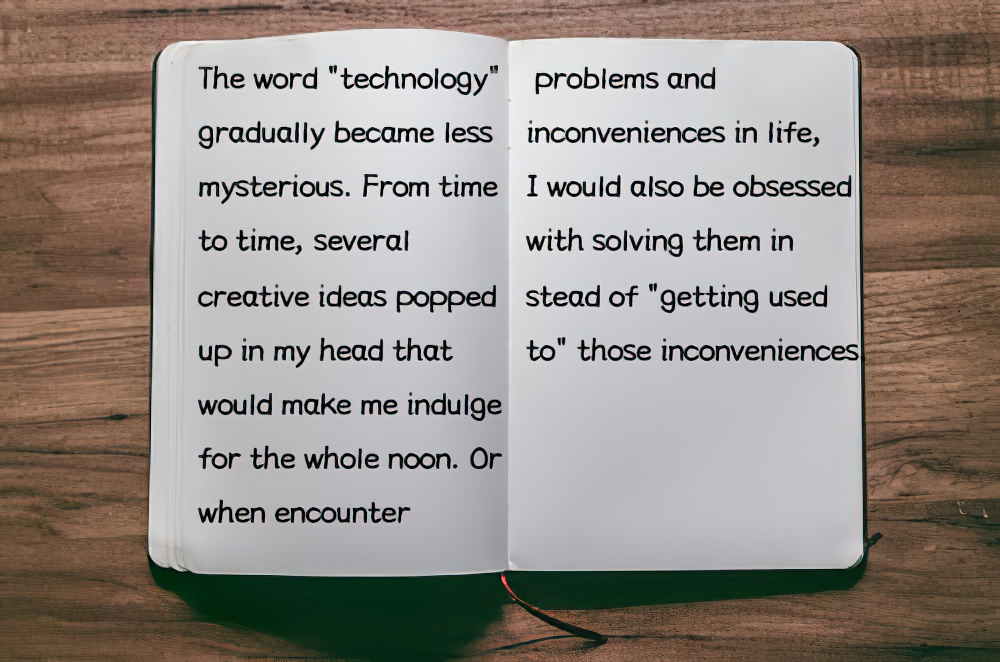 The word "technology"
gradually became less
mysterious. From time
to time, several
creative ideas popped
up in my head that
would make me indulge
for the whole noon. Or
when encounter
problems and
inconveniences in life,
I would also be obsessed
with solving them in
stead of "getting used
to" those inconveniences.